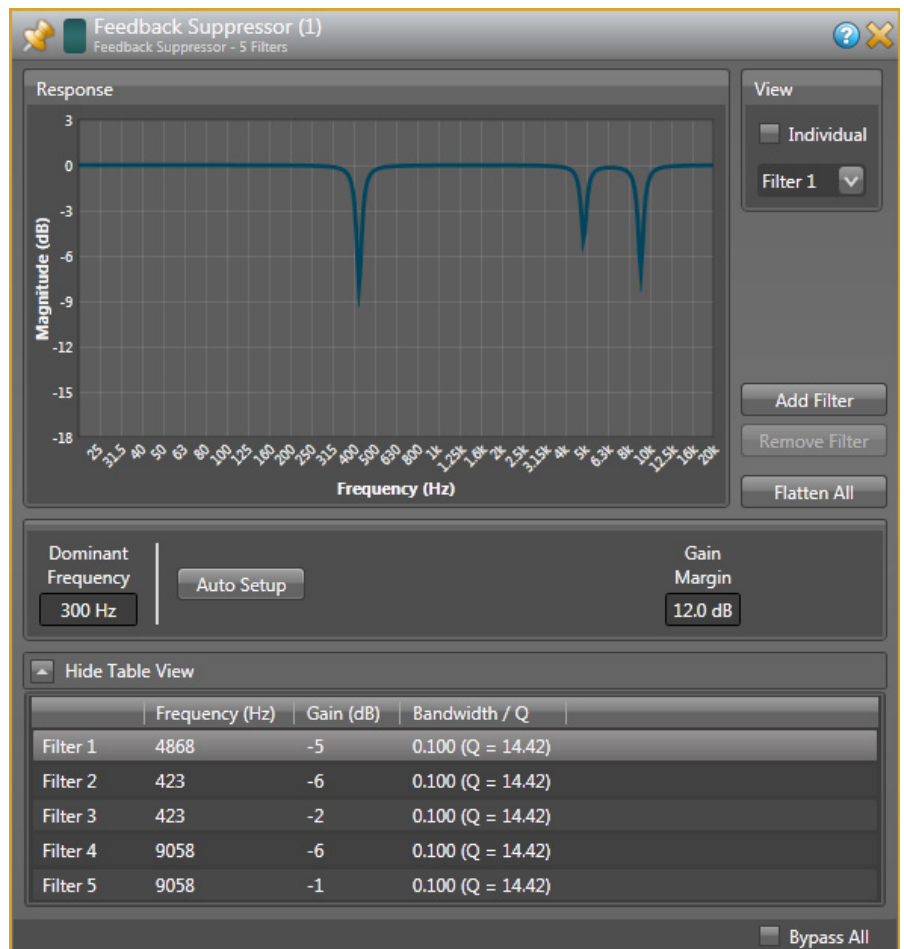 Feedback Suppressor (1)
Feedback Suppressor - 5 Filters
Response
3
0
-3
-6
-9
-12
-15
-18
Magnitude (dB)
25 31.5 40 50 63 80 100 125 160 200 250 315 400 500 630 800 1k 1.25k 1.6k 2k 2.5k 3.15k 4k 5k 6.3k 8k 10k 12.5k 16k 20k
Frequency (Hz)
View
Individual
Filter 1
Add Filter
Remove Filter
Flatten All
Dominant
Frequency
300 Hz
Auto Setup
Gain
Margin
12.0 dB
Hide Table View
Frequency (Hz) Gain (dB) Bandwidth / Q
Filter 1 4868 -5 0.100 (Q = 14.42)
Filter 2 423 -6 0.100 (Q = 14.42)
Filter 3 423 -2 0.100 (Q = 14.42)
Filter 4 9058 -6 0.100 (Q = 14.42)
Filter 5 9058 -1 0.100 (Q = 14.42)
Bypass All